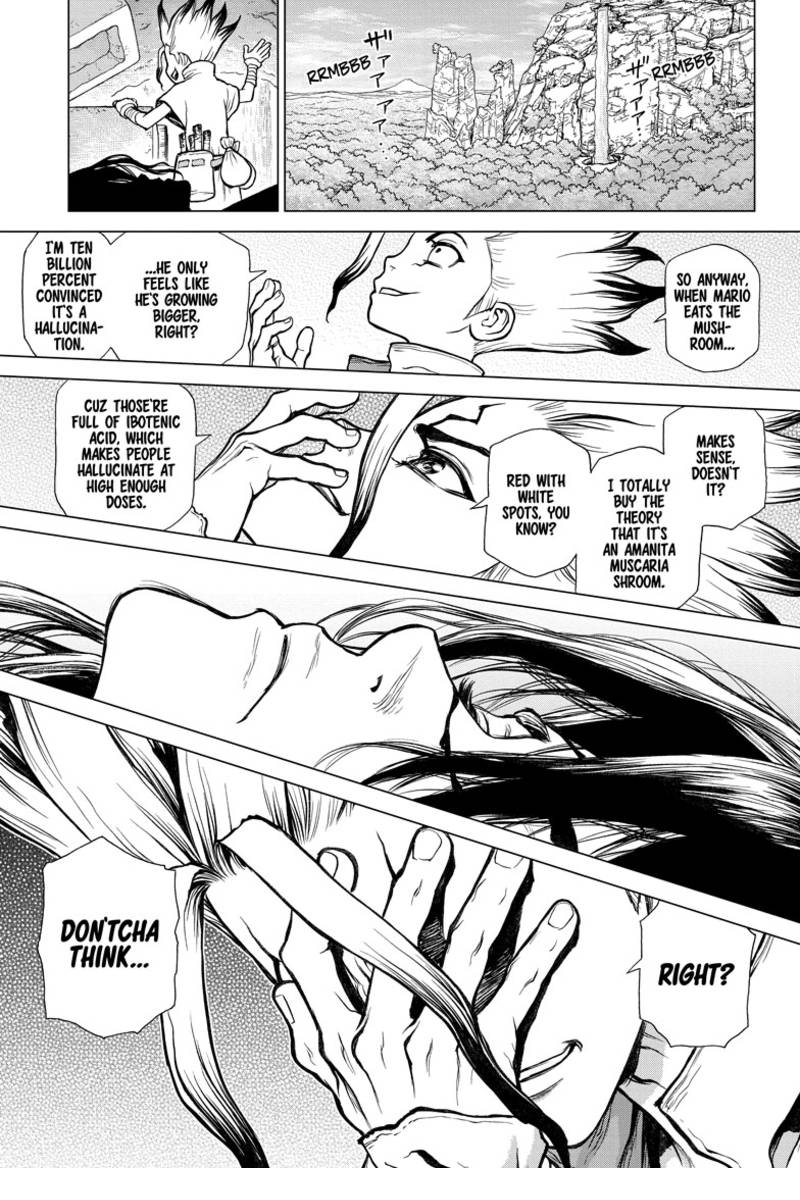 RRMBBB
ザァァァァ…
RRMBBB
ザァァァァ…
SO ANYWAY,
WHEN MARIO
EATS THE
MUSH-
ROOM...
...HE ONLY
FEELS LIKE
HE'S GROWING
BIGGER,
RIGHT?
I'M TEN
BILLION
PERCENT
CONVINCED
IT'S A
HALLUCINA-
TION.
MAKES
SENSE,
DOESN'T
IT?
I TOTALLY
BUY THE
THEORY
THAT IT'S
AN AMANITA
MUSCARIA
SHROOM.
RED WITH
WHITE
SPOTS, YOU
KNOW?
CUZ THOSE'RE
FULL OF IBOTENIC
ACID, WHICH
MAKES PEOPLE
HALLUCINATE AT
HIGH ENOUGH
DOSES.
RIGHT?
DON'TCHA
THINK...